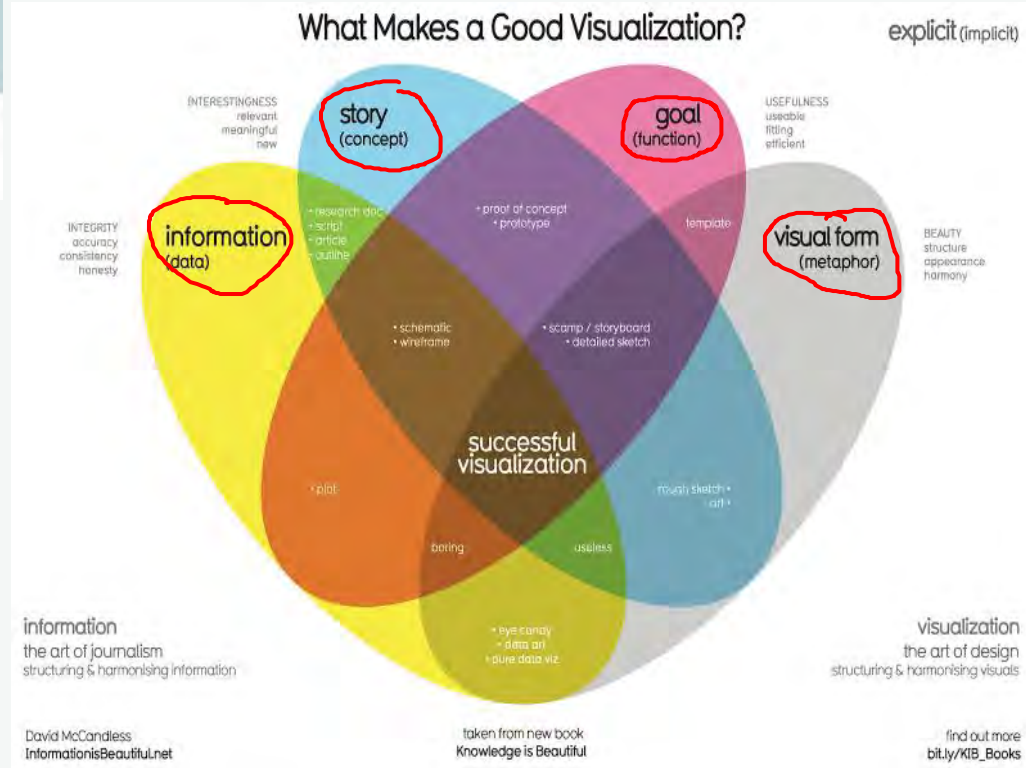 What Makes a Good Visualization?
explicit (implicit)
INTERESTINGNESS
relevant
meaningful
new
story
(concept)
goal
(function)
USEFULNESS
useable
fitting
efficient
INTEGRITY
accuracy
consistency
honesty
information
(data)
• research doc
• script
• article
• outline
• proof of concept
• prototype
template
visual form
(metaphor)
BEAUTY
structure
appearance
harmony
• schematic
• wireframe
• scamp / storyboard
• detailed sketch
successful
visualization
• plot
rough sketch •
art •
boring
useless
• eye candy
• data art
• pure data viz
information
the art of journalism
structuring & harmonising information
visualization
the art of design
structuring & harmonising visuals
David McCandless
InformationisBeautiful.net
taken from new book
Knowledge is Beautiful
find out more
bit.ly/KIB_Books